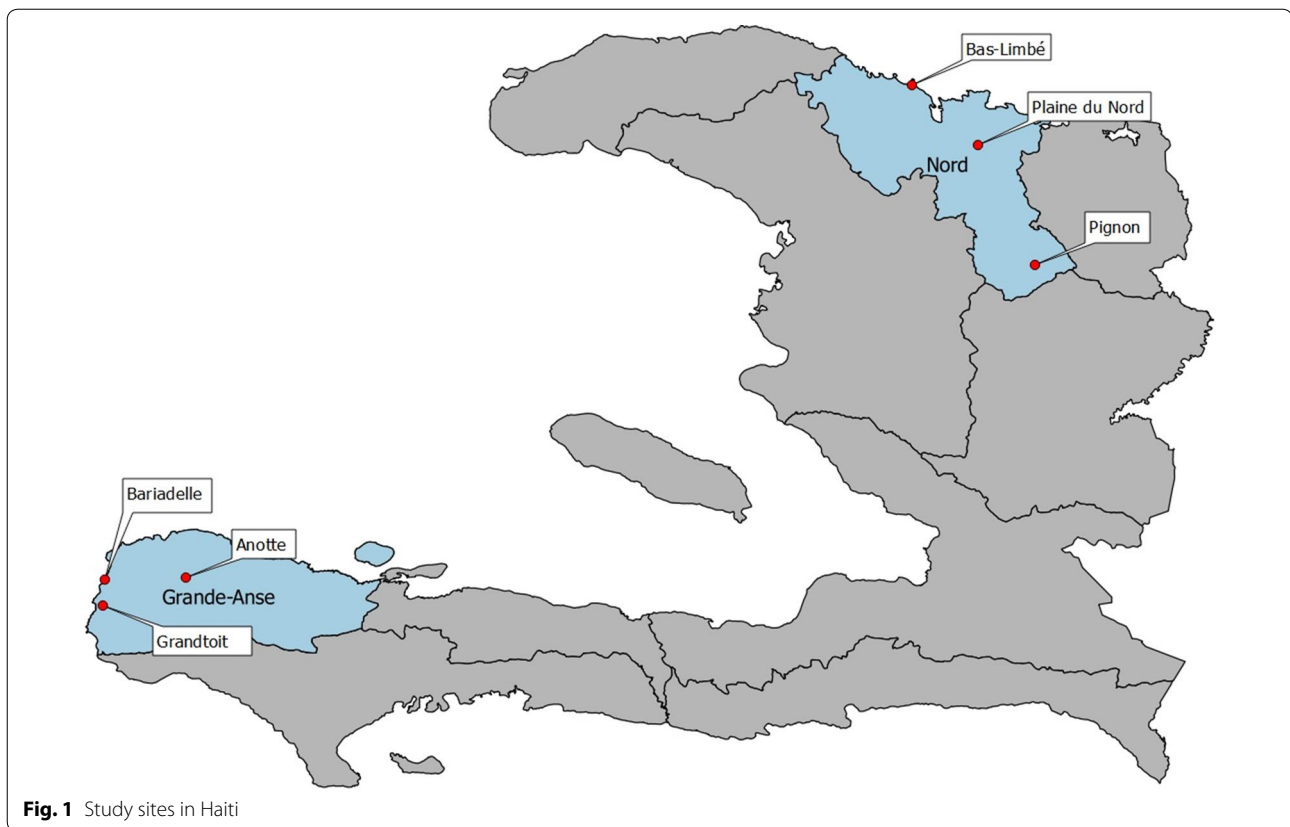 Bas-Limbé
Plaine du Nord
Nord
Pignon
Bariadelle
Anotte
Grande-Anse
Grandtoit
Fig. 1 Study sites in Haiti